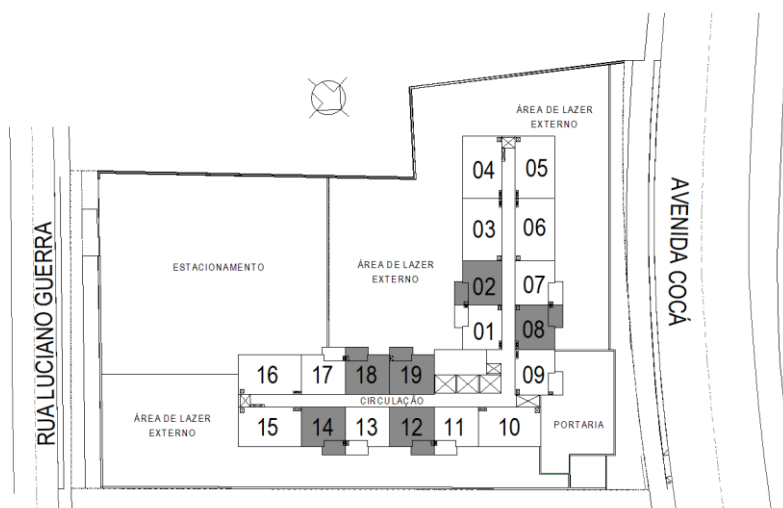 ÁREA DE LAZER
EXTERNO
04
05
03
06
ESTACIONAMENTO
ÁREA DE LAZER
EXTERNO
02
07
01
08
16
17
18
19
09
CIRCULAÇÃO
ÁREA DE LAZER
EXTERNO
15
14
13
12
11
10
PORTARIA
RUA LUCIANO GUERRA
AVENIDA COCÁ